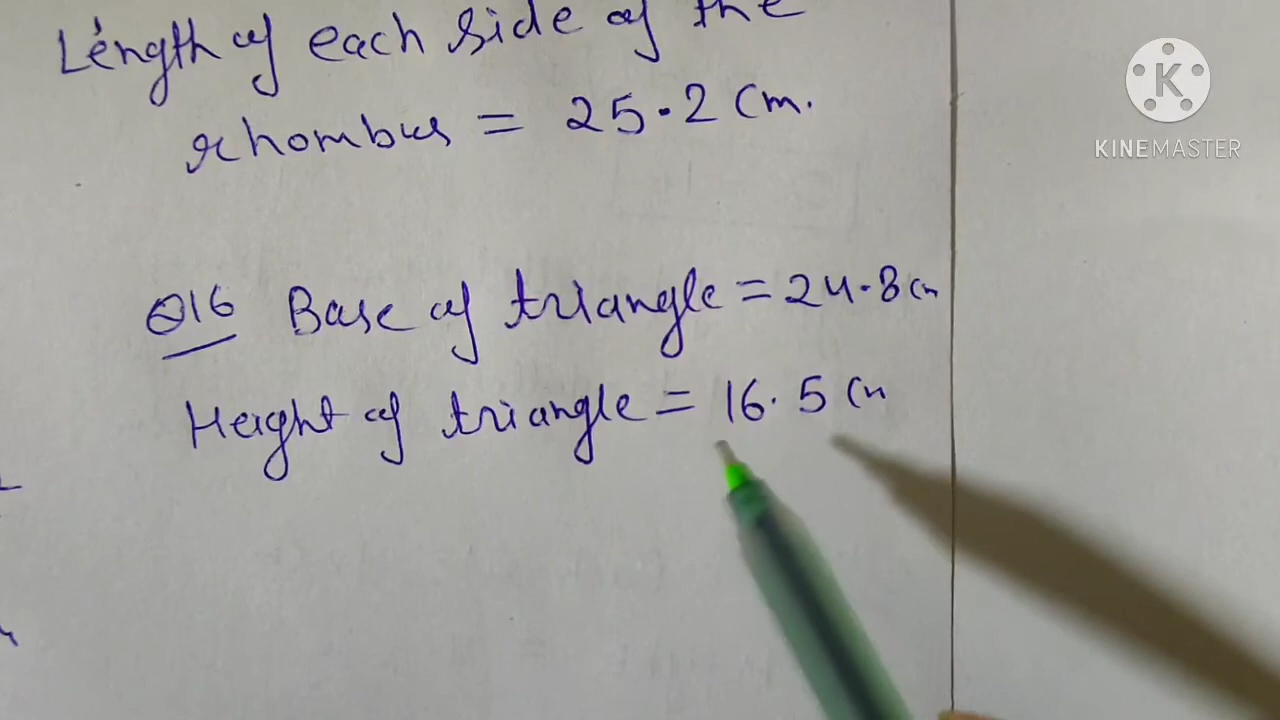 Length of each side of the
rhombus = 25.2 cm.
Q16 Base of triangle = 24.8 cm
Height of triangle = 16.5 cm
K
KINEMASTER